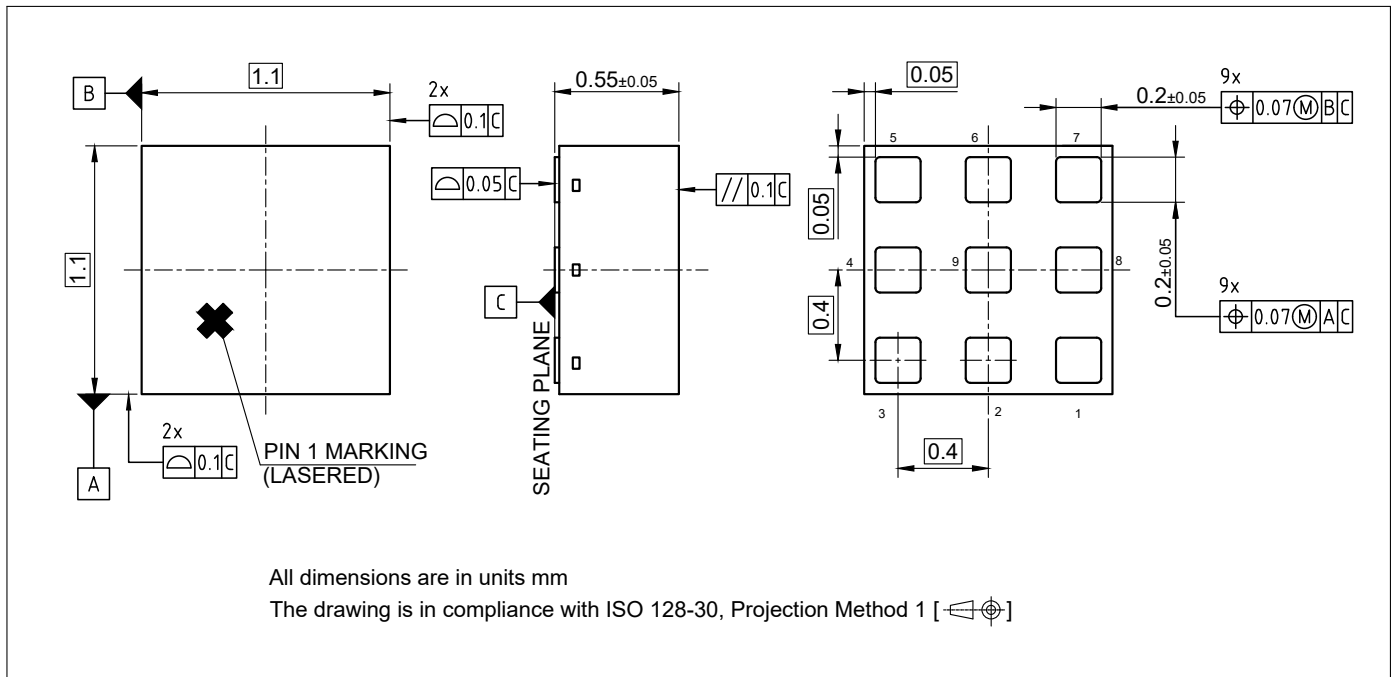 B
1.1
2x
⌓ 0.1 C
1.1
2x
⌓ 0.1 C
A
PIN 1 MARKING
(LASERED)
0.55±0.05
⌓ 0.05 C
// 0.1 C
C
SEATING PLANE
0.05
0.2±0.05
9x
⌖ 0.07 Ⓜ B C
5 6 7
0.05
0.2±0.05
4 9 8
9x
⌖ 0.07 Ⓜ A C
0.4
3 2 1
0.4
All dimensions are in units mm
The drawing is in compliance with ISO 128-30, Projection Method 1 [ ]